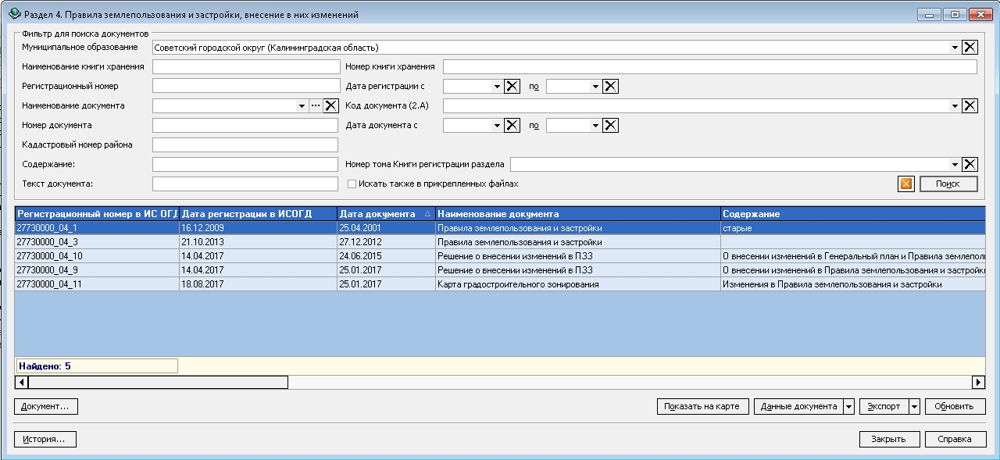 Раздел 4. Правила землепользования и застройки, внесение в них изменений
Фильтр для поиска документов
Муниципальное образование Советский городской округ (Калининградская область)
Наименование книги хранения Номер книги хранения
Регистрационный номер Дата регистрации с по
Наименование документа ... Код документа (2.А)
Номер документа Дата документа с по
Кадастровый номер района
Содержание: Номер тома Книги регистрации раздела
Текст документа: Искать также в прикрепленных файлах Поиск
Регистрационный номер в ИС ОГД Дата регистрации в ИСОГД Дата документа Наименование документа Содержание
27730000_04_1 16.12.2009 25.04.2001 Правила землепользования и застройки старые
27730000_04_3 21.10.2013 27.12.2012 Правила землепользования и застройки
27730000_04_10 14.04.2017 24.06.2015 Решение о внесении изменений в ПЗЗ О внесении изменений в Генеральный план и Правила землепол
27730000_04_9 14.04.2017 25.01.2017 Решение о внесении изменений в ПЗЗ О внесении изменений в Правила землепользования и застройки
27730000_04_11 18.08.2017 25.01.2017 Карта градостроительного зонирования Изменения в Правила землепользования и застройки
Найдено: 5
Документ... Показать на карте Данные документа Экспорт Обновить
История... Закрыть Справка